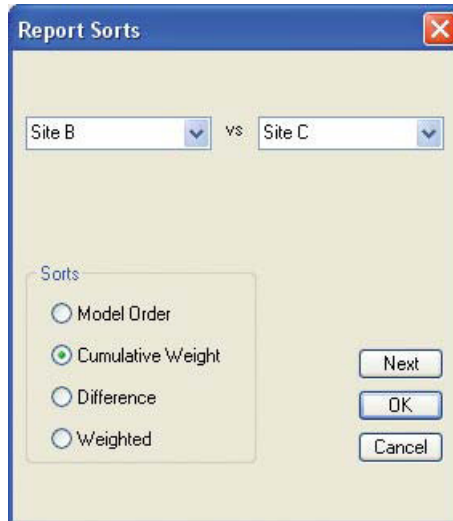 Report Sorts
Site B vs Site C
Sorts
Model Order
Cumulative Weight
Difference
Weighted
Next
OK
Cancel